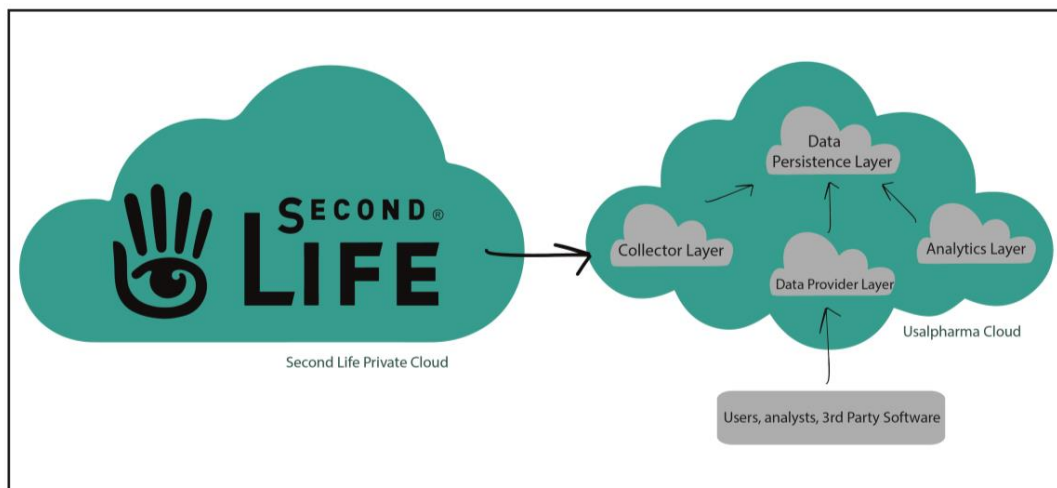 SECOND®
LIFE
Second Life Private Cloud
Data
Persistence Layer
Collector Layer
Analytics Layer
Data Provider Layer
Usalpharma Cloud
Users, analysts, 3rd Party Software